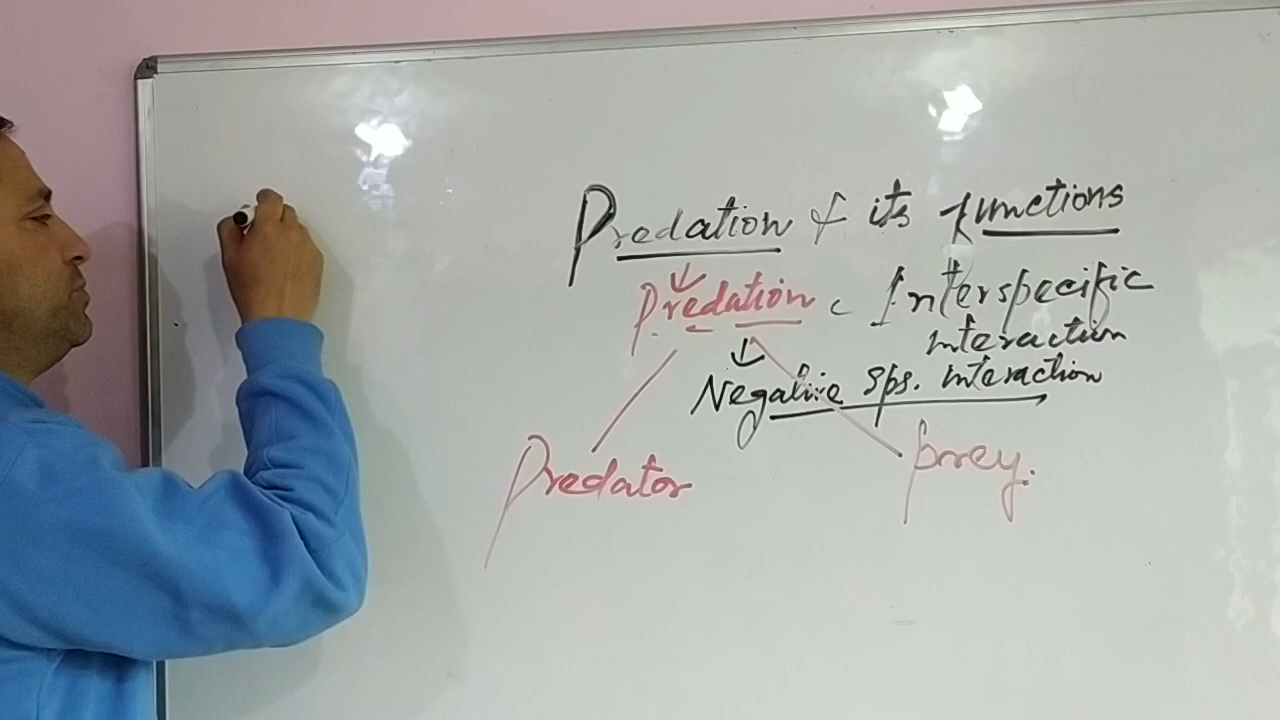 Predation & its functions
Predation - Interspecific
interaction
Negative sps. interaction
Predator prey.